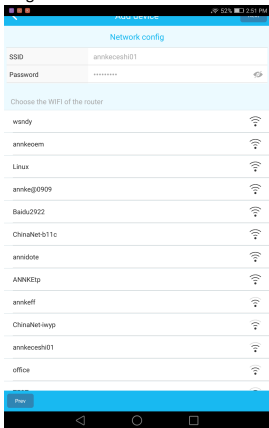 52% 2:51 PM
Add device
Network config
SSID annkeceshi01
Password ·········
Choose the WIFI of the router
wsndy
annkeoem
Linux
annke@0909
Baidu2922
ChinaNet-b11c
annidote
ANNKEtp
annkeff
ChinaNet-iwyp
annkeceshi01
office
Prev